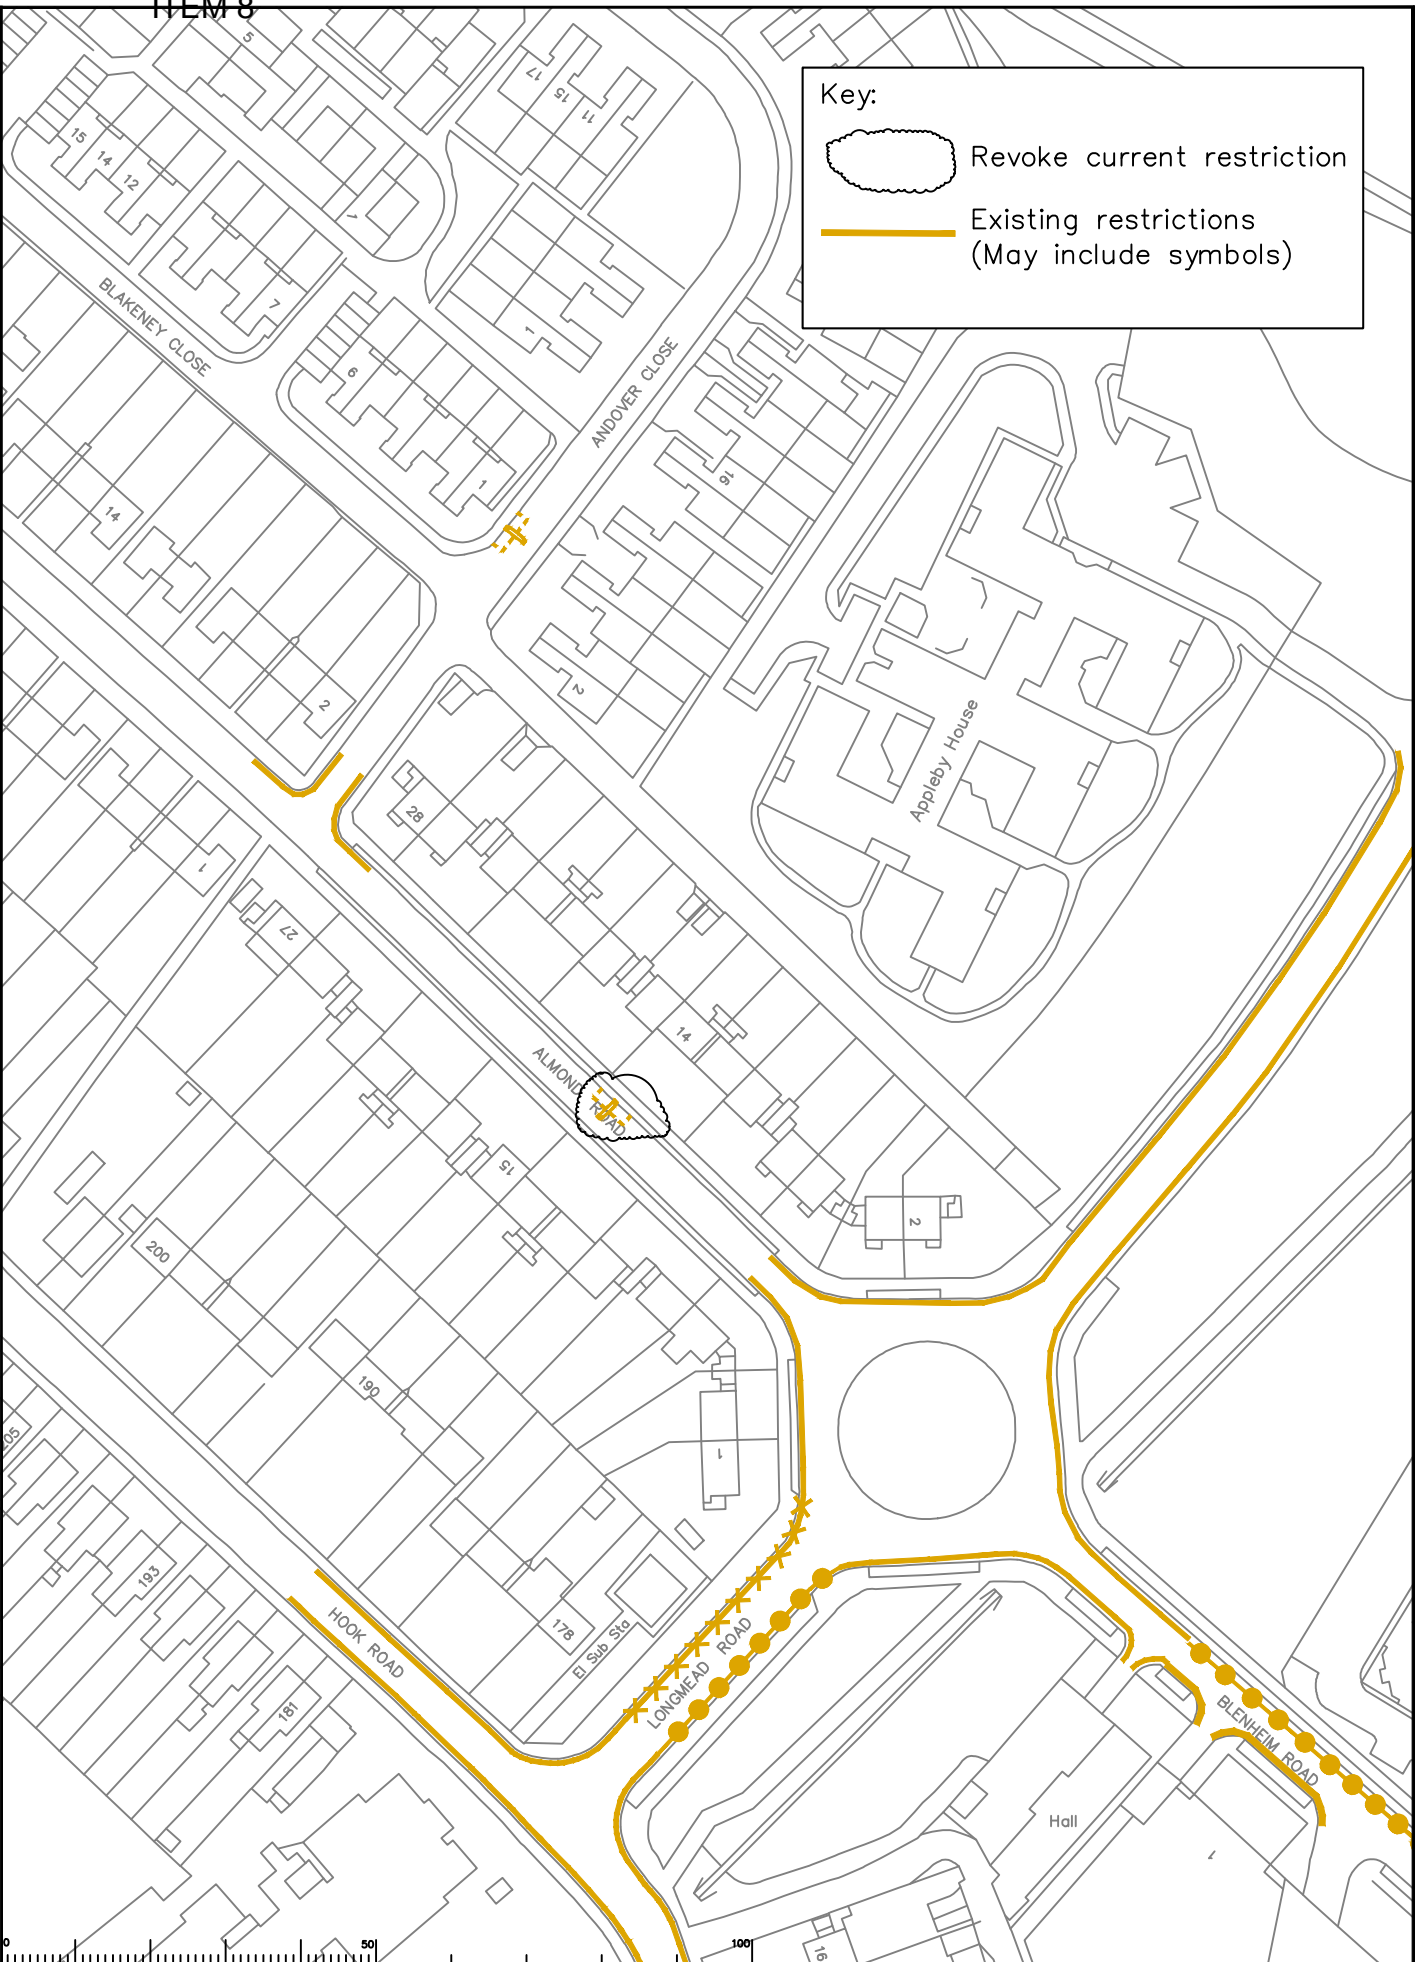 ITEM 8
Key:
Revoke current restriction
Existing restrictions
(May include symbols)
5
17
15
11
15
14
12
1
7
BLAKENEY CLOSE
1
6
ANDOVER CLOSE
16
1
14
2
2
Appleby House
28
1
27
14
ALMOND
ROAD
15
2
200
190
1
205
193
178
El Sub Sta
HOOK ROAD
LONGMEAD ROAD
181
BLENHEIM ROAD
Hall
1
16
0
50
100